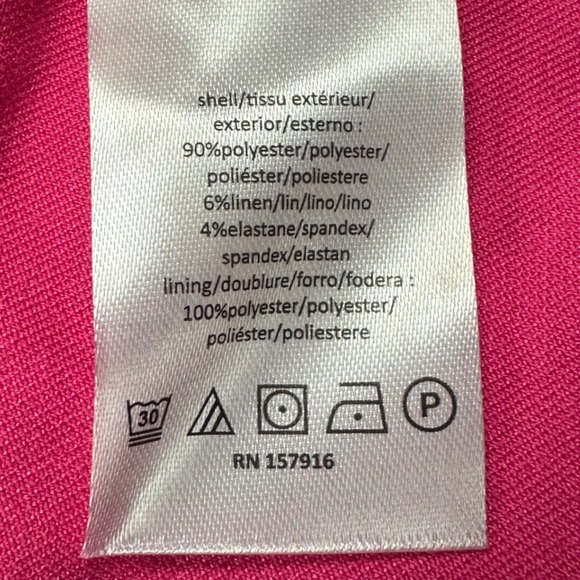 shell/tissu extérieur/
exterior/esterno :
90%polyester/polyester/
poliéster/poliestere
6%linen/lin/lino/lino
4%elastane/spandex/
spandex/elastan
lining/doublure/forro/fodera :
100%polyester/polyester/
poliéster/poliestere
30 P
RN 157916